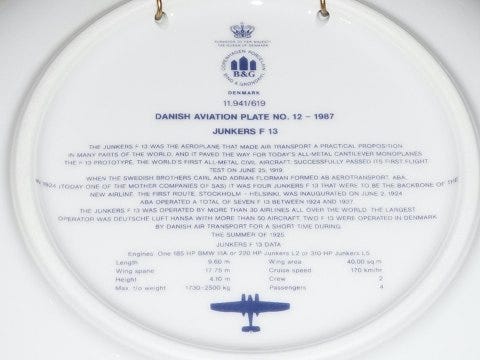 PURVEYOR TO HER MAJESTY
THE QUEEN OF DENMARK
COPENHAGEN PORCELAIN
B&G
BING & GRONDAHL
DENMARK
11.941/619
DANISH AVIATION PLATE NO. 12 - 1987
JUNKERS F 13
THE JUNKERS F 13 WAS THE AEROPLANE THAT MADE AIR TRANSPORT A PRACTICAL PROPOSITION
IN MANY PARTS OF THE WORLD, AND IT PAVED THE WAY FOR TODAY'S ALL-METAL CANTILEVER MONOPLANES.
THE F 13 PROTOTYPE, THE WORLD'S FIRST ALL-METAL CIVIL AIRCRAFT, SUCCESSFULLY PASSED ITS FIRST FLIGHT
TEST ON JUNE 25, 1919.
WHEN THE SWEDISH BROTHERS CARL AND ADRIAN FLORMAN FORMED AB AEROTRANSPORT, ABA,
IN 1924 (TODAY ONE OF THE MOTHER COMPANIES OF SAS) IT WAS FOUR JUNKERS F 13 THAT WERE TO BE THE BACKBONE OF THE
NEW AIRLINE. THE FIRST ROUTE, STOCKHOLM - HELSINKI, WAS INAUGURATED ON JUNE 2, 1924.
ABA OPERATED A TOTAL OF SEVEN F 13 BETWEEN 1924 AND 1937.
THE JUNKERS F 13 WAS OPERATED BY MORE THAN 30 AIRLINES ALL OVER THE WORLD. THE LARGEST
OPERATOR WAS DEUTSCHE LUFT HANSA WITH MORE THAN 50 AIRCRAFT. TWO F 13 WERE OPERATED IN DENMARK
BY DANISH AIR TRANSPORT FOR A SHORT TIME DURING
THE SUMMER OF 1925.
JUNKERS F 13 DATA
Engines: One 185 HP BMW IIIA or 220 HP Junkers L2 or 310 HP Junkers L5
Length 9.60 m Wing area 40.00 sq.m
Wing spane 17.75 m Cruise speed 170 km/hr
Height 4.10 m Crew 2
Max. t/o weight 1730-2500 kg Passengers 4